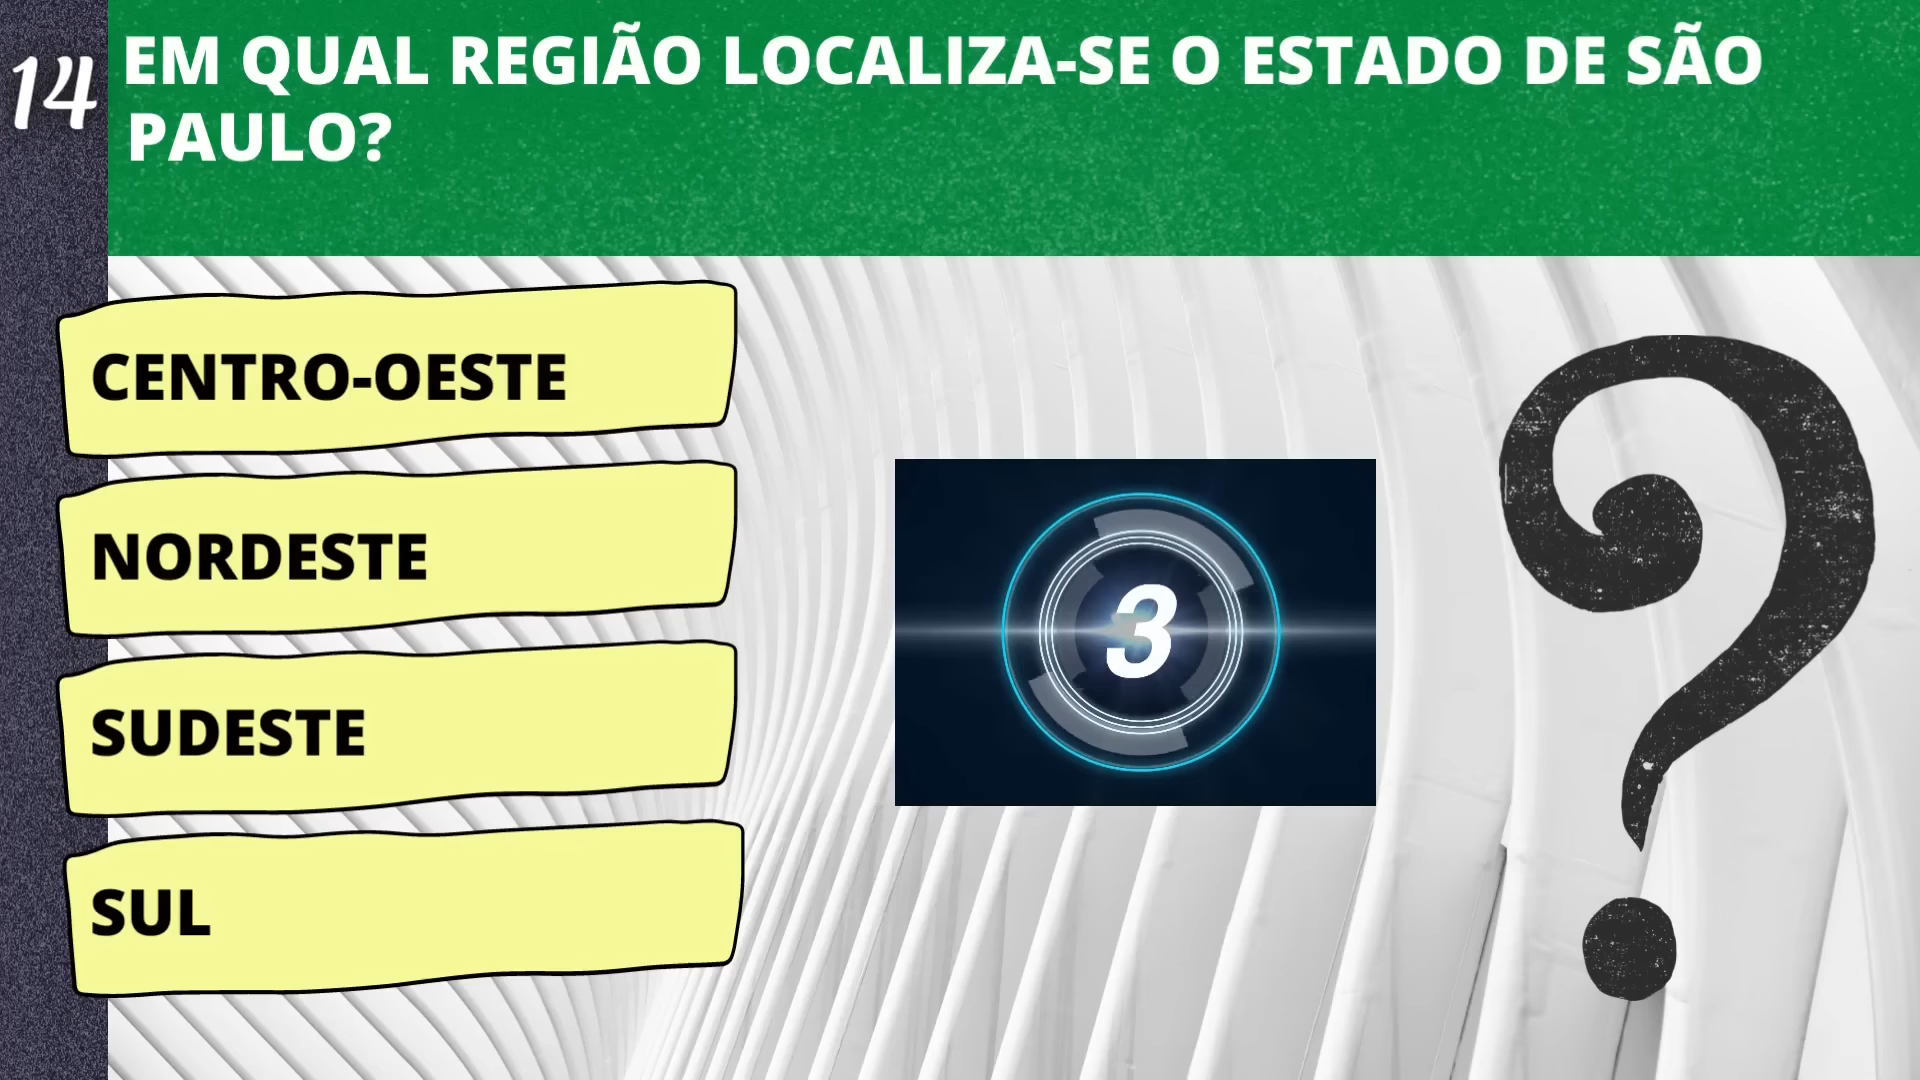 14
EM QUAL REGIÃO LOCALIZA-SE O ESTADO DE SÃO
PAULO?
CENTRO-OESTE
NORDESTE
SUDESTE
SUL
3
?